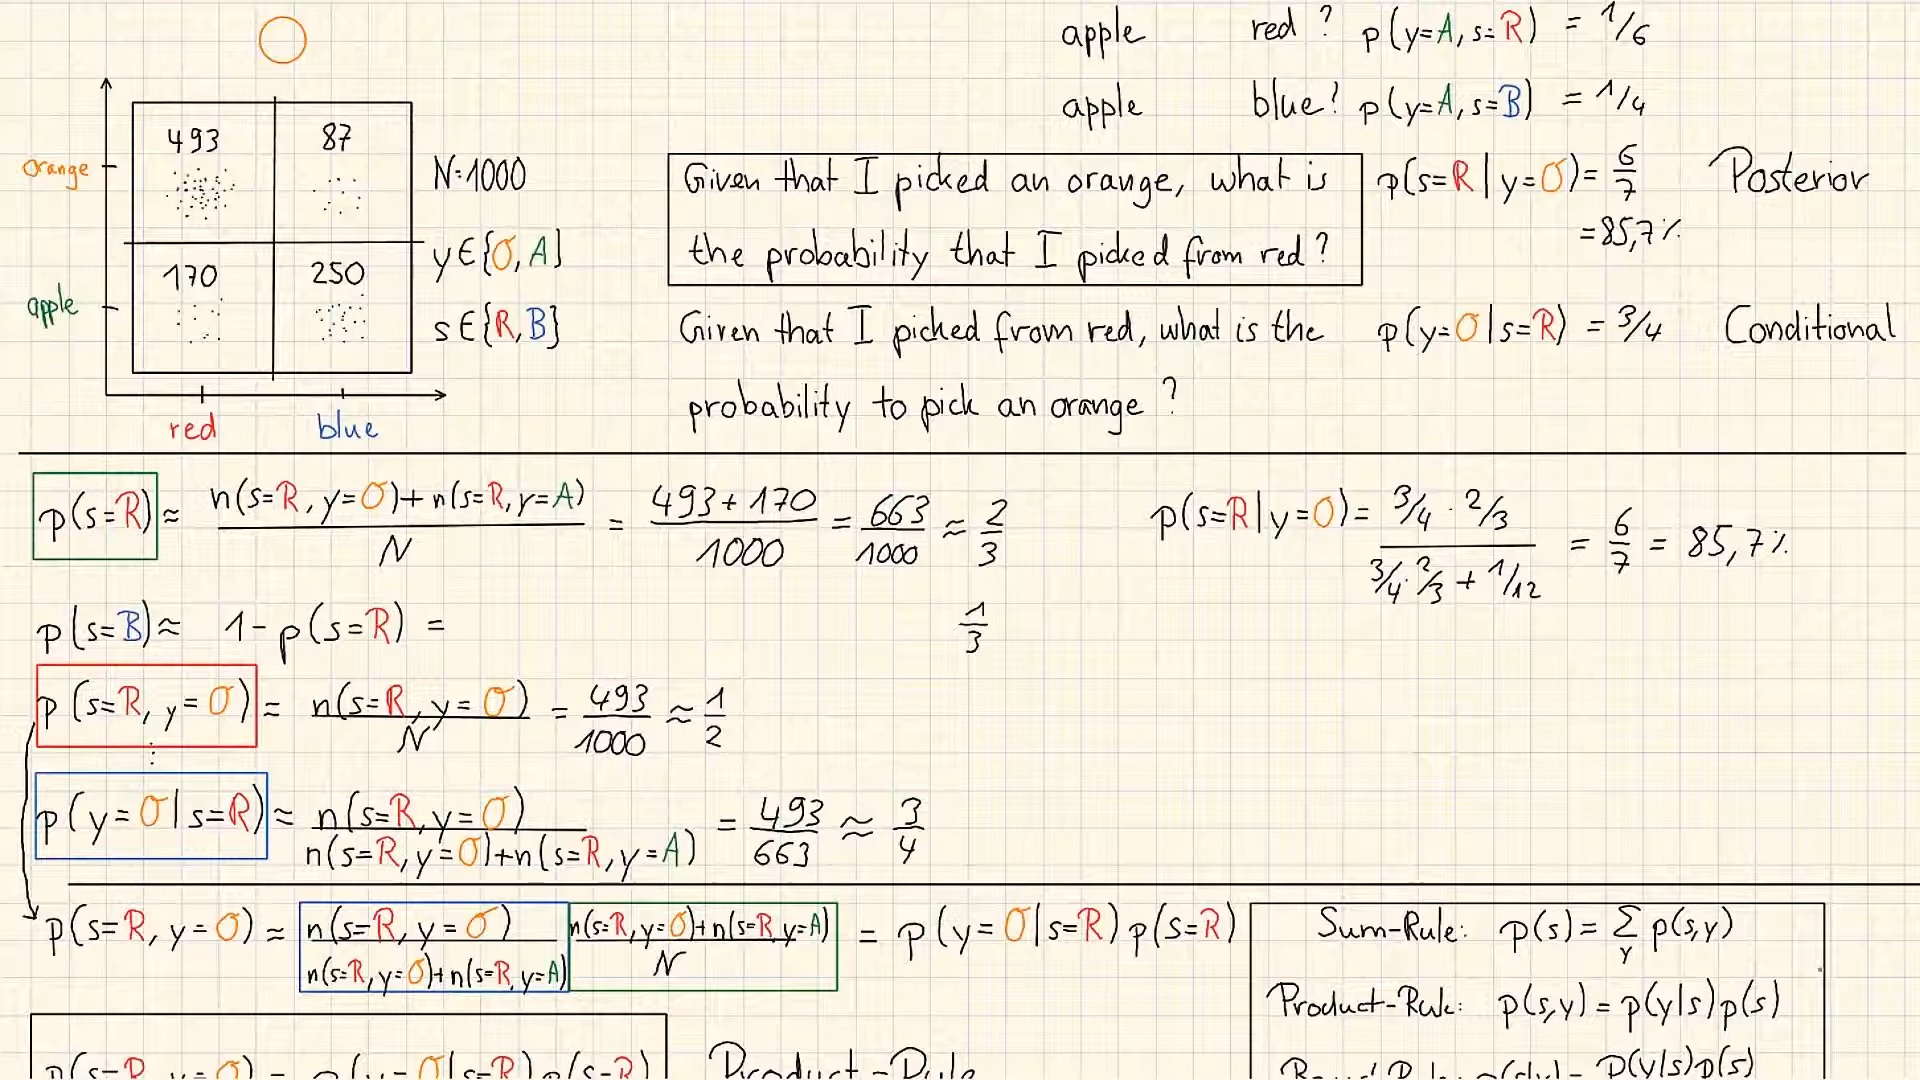 apple red ? p(y=A, s=R) = 1/6
apple blue? p(y=A, s=B) = 1/4
493 87
orange
N=1000
Given that I picked an orange, what is
the probability that I picked from red?
p(s=R|y=O)= 6/7 Posterior
=85,7%
y∈{O, A}
170 250
apple
s∈{R, B}
Given that I picked from red, what is the
probability to pick an orange?
p(y=O|s=R) = 3/4 Conditional
red blue
p(s=R) ≈ n(s=R, y=O)+n(s=R, y=A) / N = 493+170 / 1000 = 663/1000 ≈ 2/3
p(s=R|y=O)= 3/4 · 2/3 / 3/4 · 2/3 + 1/12 = 6/7 = 85,7%
p(s=B)≈ 1-p(s=R) = 1/3
p(s=R, y=O) = n(s=R, y=O) / N = 493/1000 ≈ 1/2
⋮
p(y=O|s=R) ≈ n(s=R, y=O) / n(s=R, y=O)+n(s=R, y=A) = 493/663 ≈ 3/4
p(s=R, y=O) ≈ n(s=R, y=O) / n(s=R, y=O)+n(s=R, y=A) n(s=R, y=O)+n(s=R, y=A) / N = p(y=O|s=R) p(s=R)
Sum-Rule: p(s)= Σ_y p(s,y)
Product-Rule: p(s,y)=p(y|s)p(s)
p(s=R, y=O) = p(y=O|s=R) p(s=R) Product-Rule